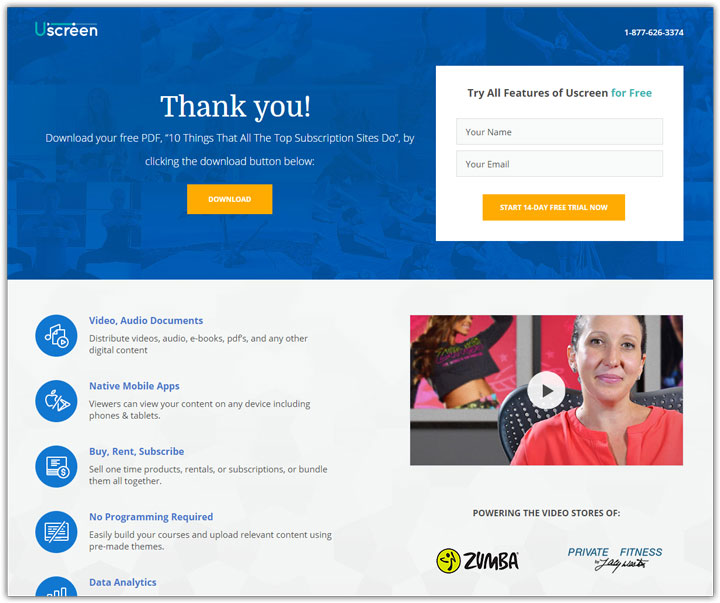 Uscreen
1-877-626-3374
Thank you!
Download your free PDF, “10 Things That All The Top Subscription Sites Do”, by
clicking the download button below:
DOWNLOAD
Try All Features of Uscreen for Free
Your Name
Your Email
START 14-DAY FREE TRIAL NOW
Video, Audio Documents
Distribute videos, audio, e-books, pdf's, and any other
digital content
Native Mobile Apps
Viewers can view your content on any device including
phones & tablets.
Buy, Rent, Subscribe
Sell one time products, rentals, or subscriptions, or bundle
them all together.
No Programming Required
Easily build your courses and upload relevant content using
pre-made themes.
Data Analytics
POWERING THE VIDEO STORES OF:
ZUMBA
PRIVATE FITNESS
by